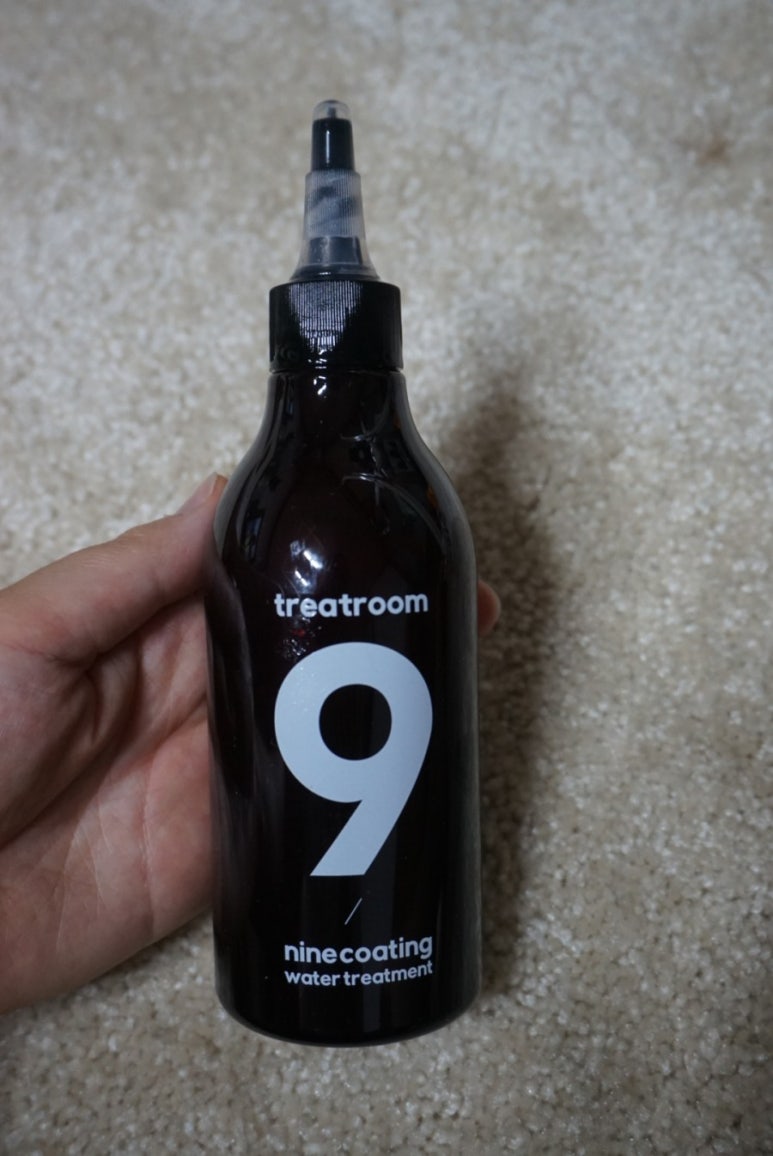 treatroom
9
/
ninecoating
water treatment